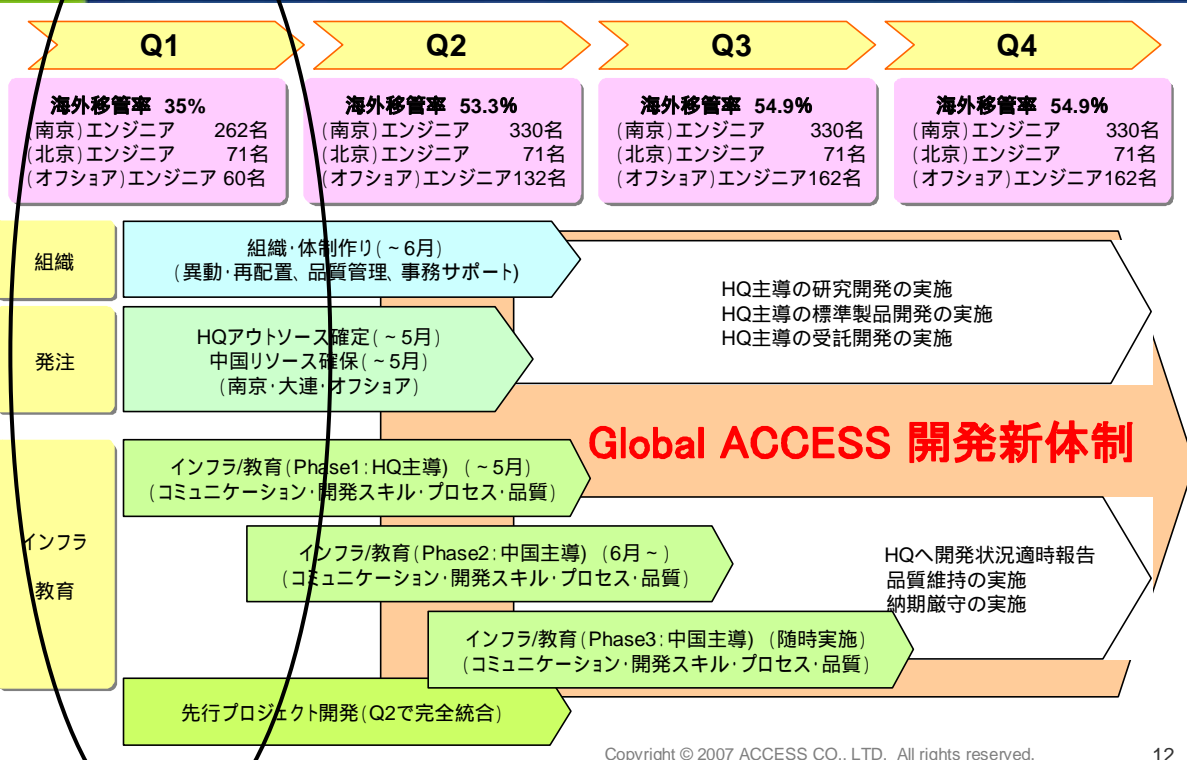 Q1
Q2
Q3
Q4
海外移管率 35%
(南京)エンジニア 262名
(北京)エンジニア 71名
(オフショア)エンジニア 60名
海外移管率 53.3%
(南京)エンジニア 330名
(北京)エンジニア 71名
(オフショア)エンジニア132名
海外移管率 54.9%
(南京)エンジニア 330名
(北京)エンジニア 71名
(オフショア)エンジニア162名
海外移管率 54.9%
(南京)エンジニア 330名
(北京)エンジニア 71名
(オフショア)エンジニア162名
組織
組織・体制作り(~6月)
(異動・再配置、品質管理、事務サポート)
HQ主導の研究開発の実施
HQ主導の標準製品開発の実施
HQ主導の受託開発の実施
発注
HQアウトソース確定(~5月)
中国リソース確保(~5月)
(南京・大連・オフショア)
Global ACCESS 開発新体制
インフラ
教育
インフラ/教育(Phase1:HQ主導) (~5月)
(コミュニケーション・開発スキル・プロセス・品質)
インフラ/教育(Phase2:中国主導) (6月~)
(コミュニケーション・開発スキル・プロセス・品質)
HQへ開発状況適時報告
品質維持の実施
納期厳守の実施
インフラ/教育(Phase3:中国主導) (随時実施)
(コミュニケーション・開発スキル・プロセス・品質)
先行プロジェクト開発(Q2で完全統合)
Copyright © 2007 ACCESS CO., LTD. All rights reserved.
12